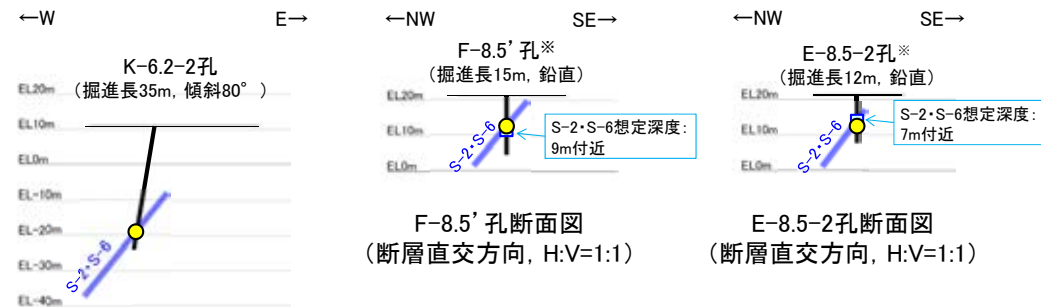 ←W
E→
K-6.2-2孔
(掘進長35m, 傾斜80°)
EL20m
EL10m
EL0m
EL-10m
EL-20m
EL-30m
EL-40m
S-2・S-6
←NW
SE→
F-8.5’孔※
(掘進長15m, 鉛直)
EL20m
EL10m
EL0m
S-2・S-6
S-2・S-6想定深度：
9m付近
F-8.5’孔断面図
(断層直交方向, H:V=1:1)
←NW
SE→
E-8.5-2孔※
(掘進長12m, 鉛直)
EL20m
EL10m
EL0m
S-2・S-6
S-2・S-6想定深度：
7m付近
E-8.5-2孔断面図
(断層直交方向, H:V=1:1)